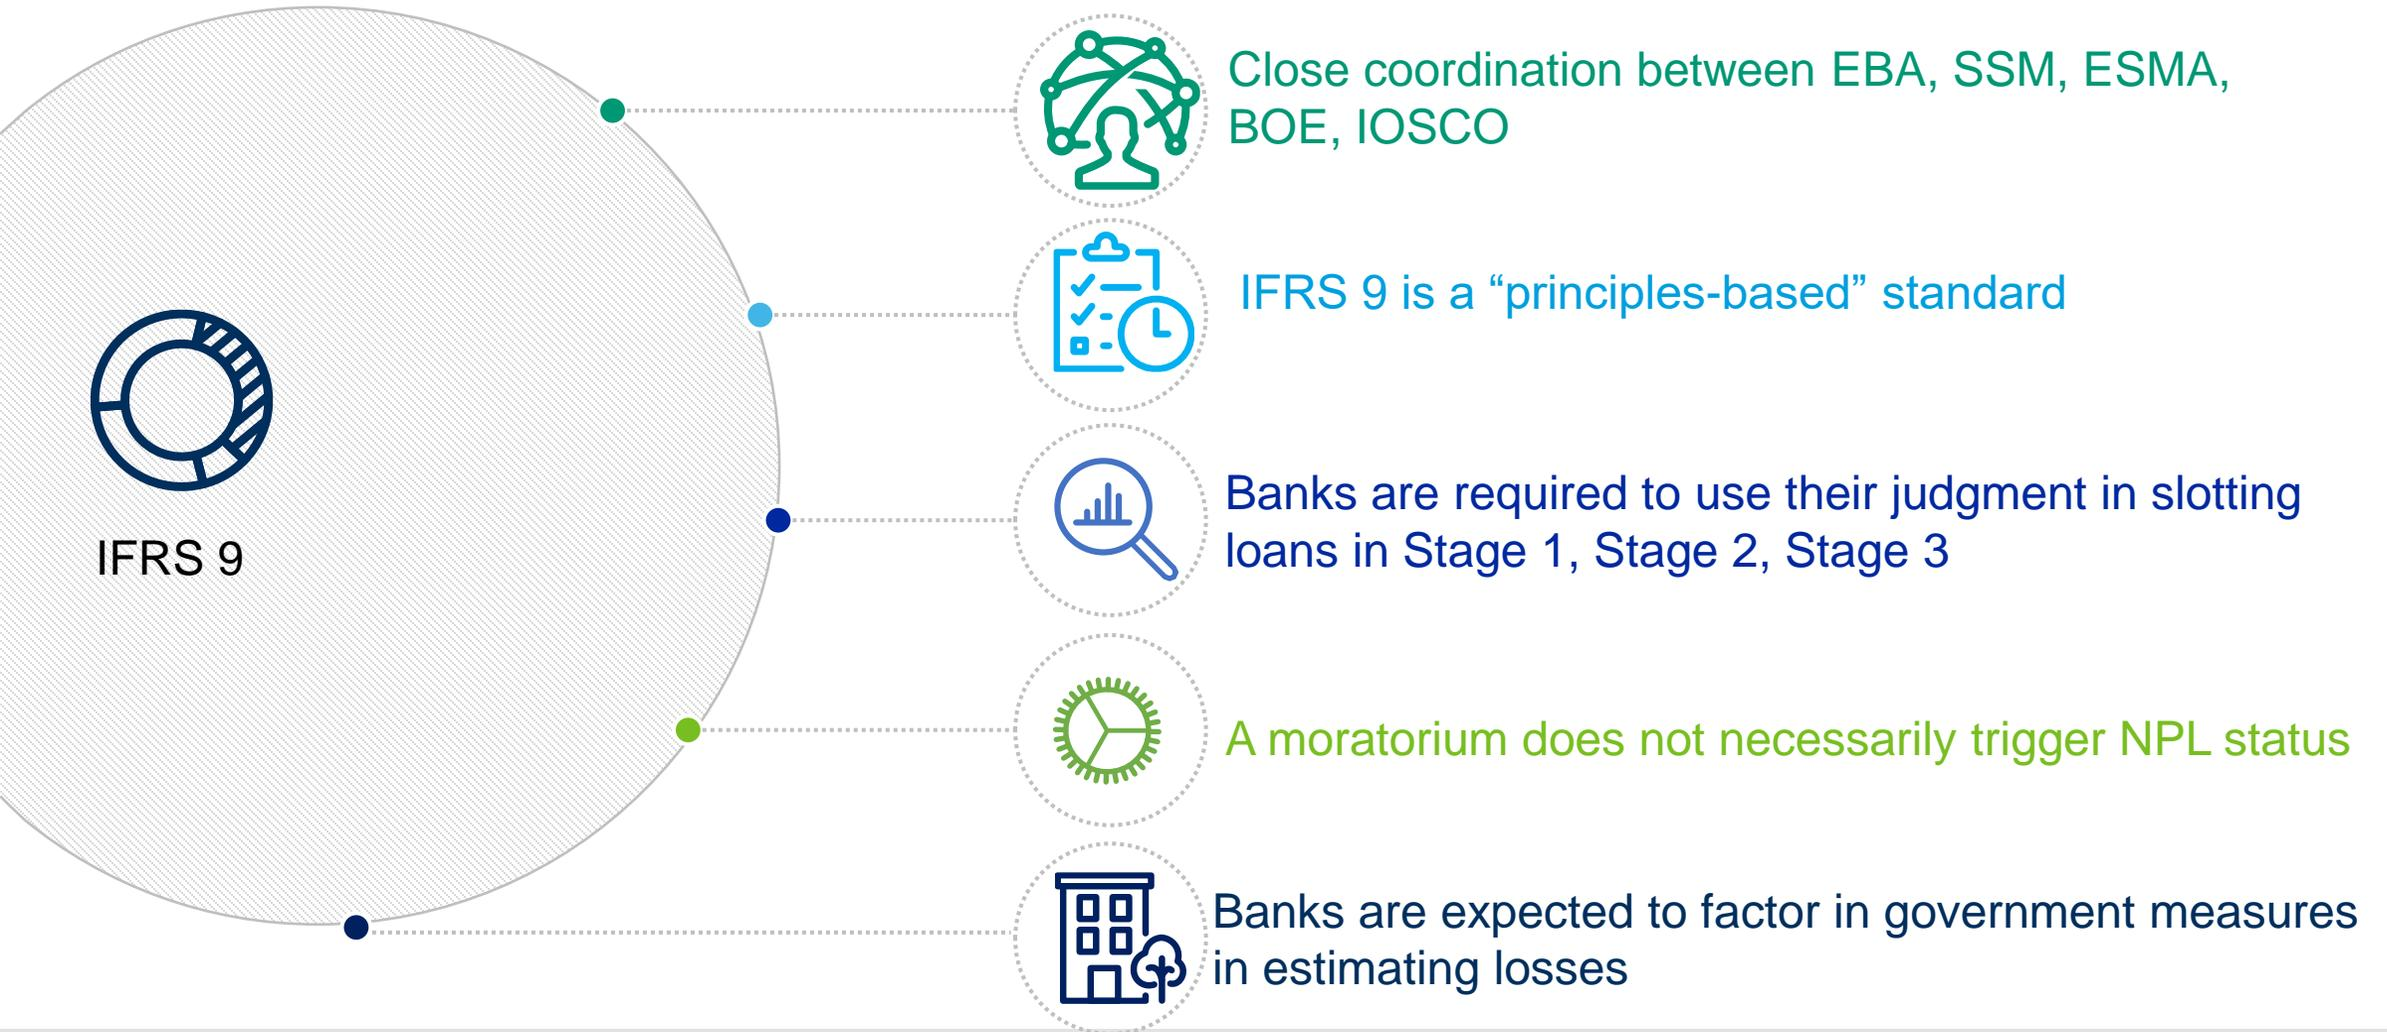 Close coordination between EBA, SSM, ESMA,
BOE, IOSCO
IFRS 9 is a “principles-based” standard
IFRS 9
Banks are required to use their judgment in slotting
loans in Stage 1, Stage 2, Stage 3
A moratorium does not necessarily trigger NPL status
Banks are expected to factor in government measures
in estimating losses